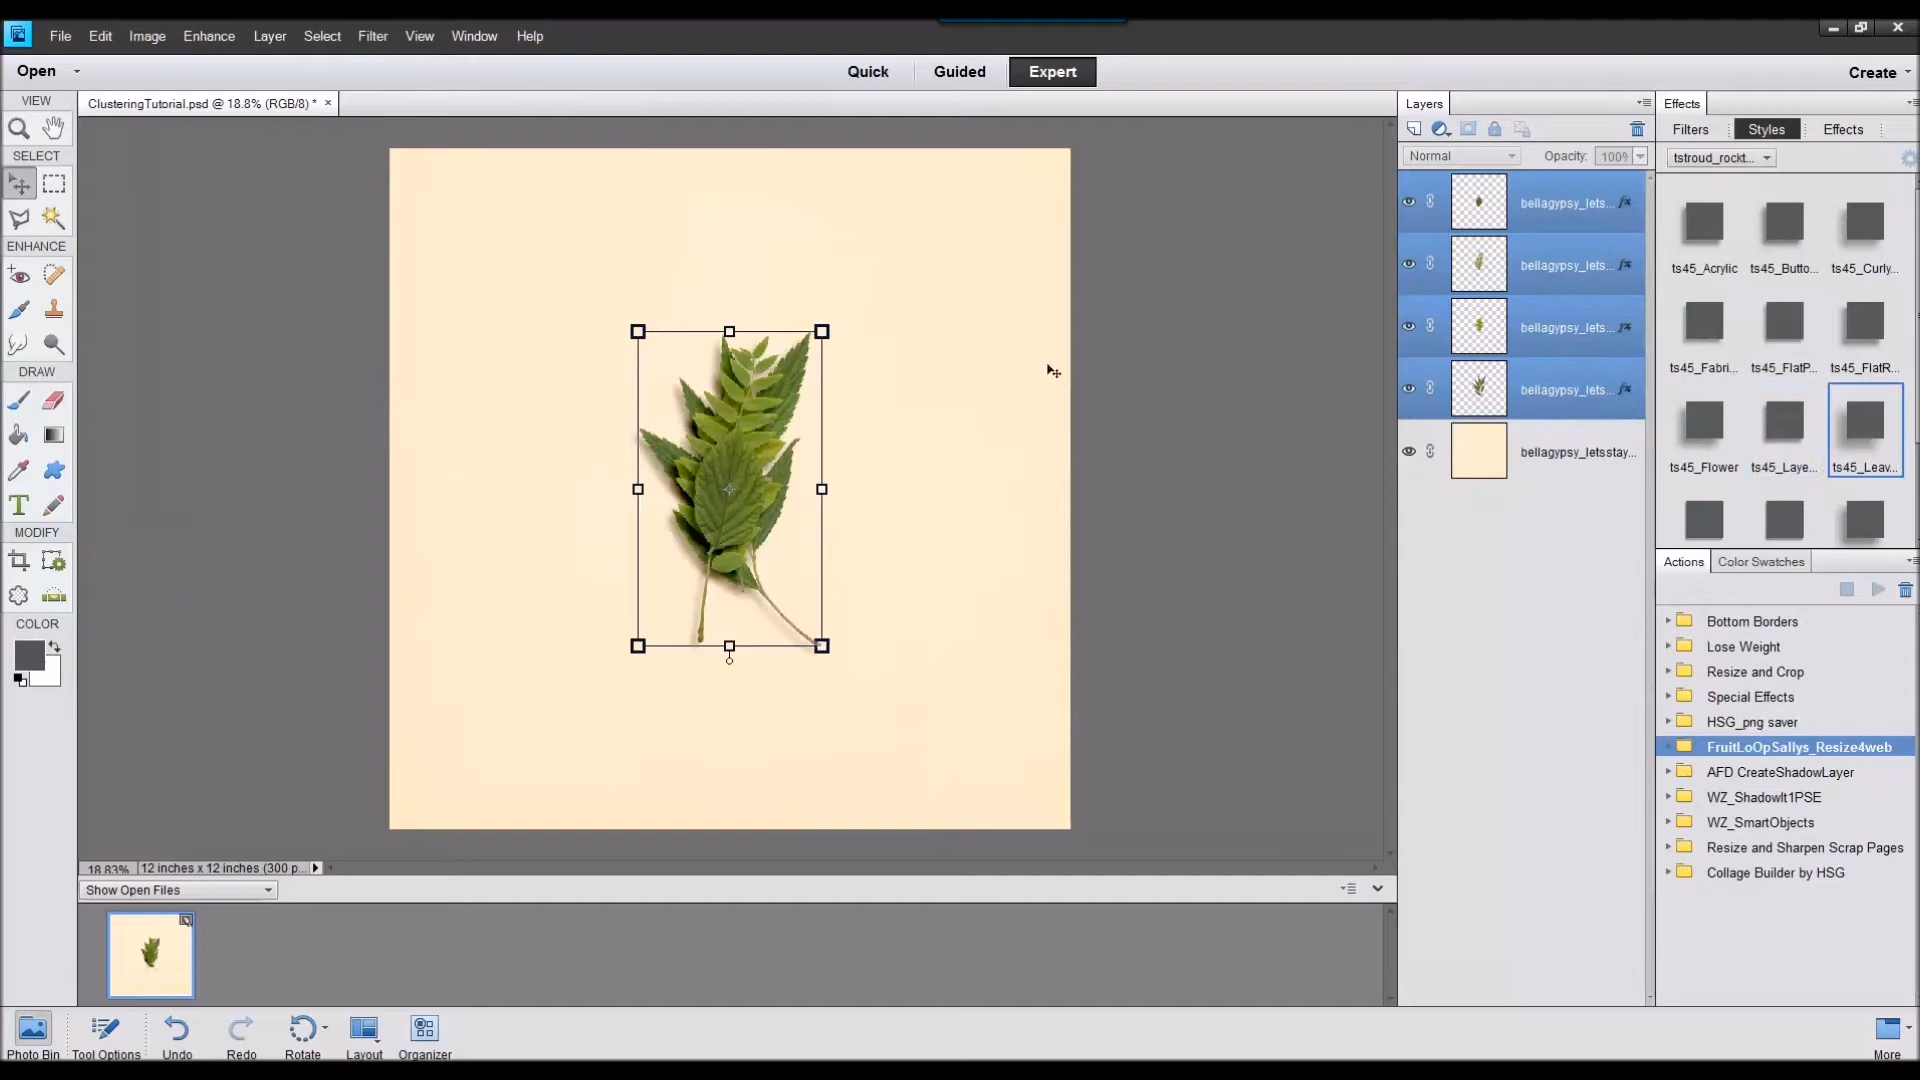 File Edit Image Enhance Layer Select Filter View Window Help
Open Quick Guided Expert Create
VIEW
ClusteringTutorial.psd @ 18.8% (RGB/8) * ×
SELECT
ENHANCE
DRAW
T
MODIFY
COLOR
Layers
Normal Opacity: 100%
bellagypsy_lets... fx
bellagypsy_lets... fx
bellagypsy_lets... fx
bellagypsy_lets... fx
bellagypsy_letsstay...
Effects
Filters Styles Effects
tstroud_rockt...
ts45_Acrylic ts45_Butto... ts45_Curly...
ts45_Fabri... ts45_FlatP... ts45_FlatR...
ts45_Flower ts45_Laye... ts45_Leav...
Actions Color Swatches
Bottom Borders
Lose Weight
Resize and Crop
Special Effects
HSG_png saver
FruitLoOpSallys_Resize4web
AFD CreateShadowLayer
WZ_ShadowIt1PSE
WZ_SmartObjects
Resize and Sharpen Scrap Pages
Collage Builder by HSG
18.83% 12 inches x 12 inches (300 p...
Show Open Files
Photo Bin Tool Options Undo Redo Rotate Layout Organizer More